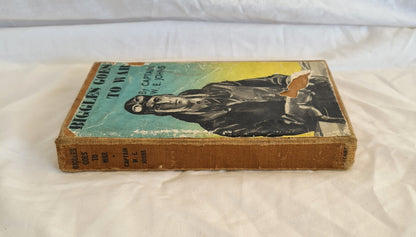 BIGGLES GOES
TO WAR
By CAPTAIN
W. E. JOHNS
BIGGLES
GOES
TO
WAR
CAPTAIN
W. E.
JOHNS